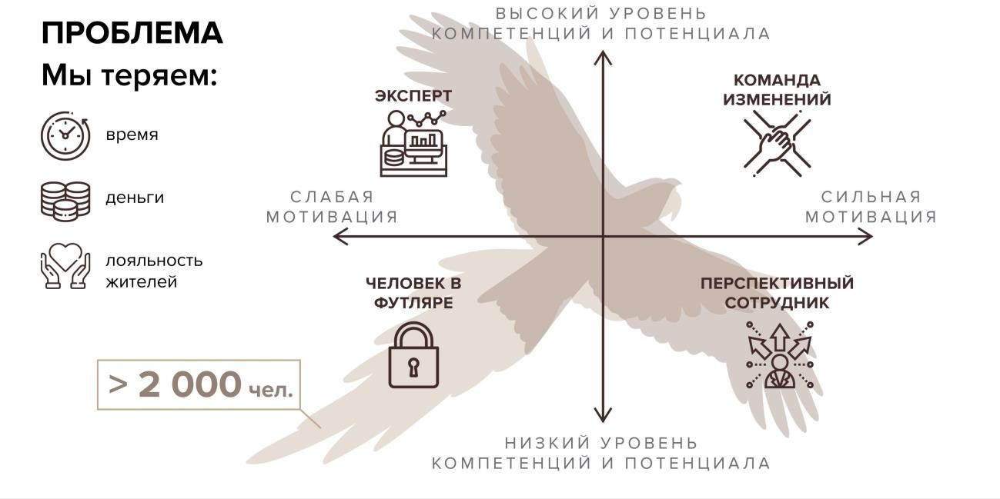 ПРОБЛЕМА
Мы теряем:
время
деньги
лояльность
жителей
> 2 000 чел.
ВЫСОКИЙ УРОВЕНЬ
КОМПЕТЕНЦИЙ И ПОТЕНЦИАЛА
ЭКСПЕРТ
КОМАНДА
ИЗМЕНЕНИЙ
СЛАБАЯ
МОТИВАЦИЯ
СИЛЬНАЯ
МОТИВАЦИЯ
ЧЕЛОВЕК В
ФУТЛЯРЕ
ПЕРСПЕКТИВНЫЙ
СОТРУДНИК
НИЗКИЙ УРОВЕНЬ
КОМПЕТЕНЦИЙ И ПОТЕНЦИАЛА